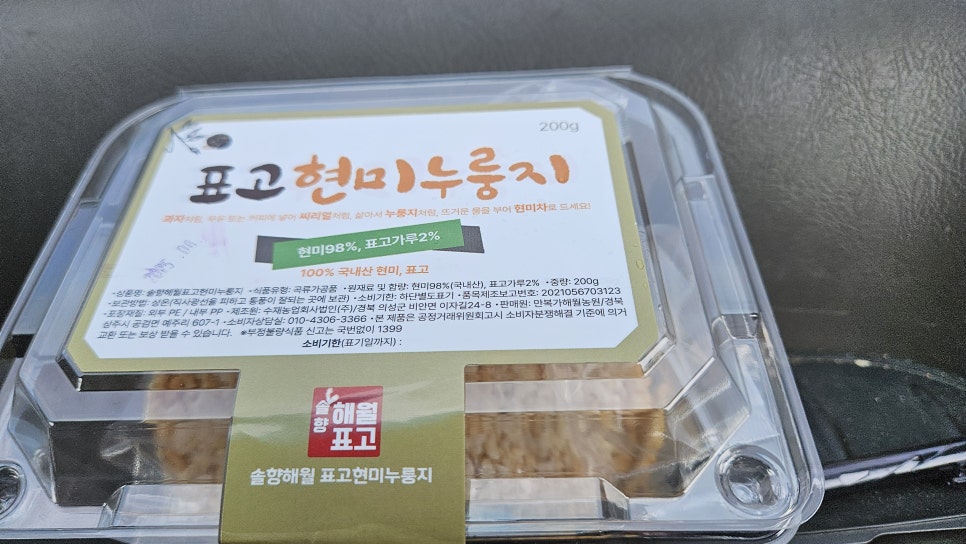 200g
표고현미누룽지
과자처럼, 우유 또는 커피에 넣어 씨리얼처럼, 삶아서 누룽지처럼, 뜨거운 물을 부어 현미차로 드세요!
현미98%, 표고가루2%
100% 국내산 현미, 표고
•상품명: 솔향해월표고현미누룽지 •식품유형: 곡류가공품 •원재료 및 함량: 현미98%(국내산), 표고가루2% •중량: 200g
•보관방법: 상온(직사광선을 피하고 통풍이 잘되는 곳에 보관) •소비기한: 하단별도표기 •품목제조보고번호: 2021056703123
•포장재질: 외부 PE / 내부 PP •제조원: 수재농업회사법인(주)/경북 의성군 비안면 이자길24-8 •판매원: 만복가해월농원/경북
상주시 공검면 예주리 607-1 •소비자상담실: 010-4306-3366 •본 제품은 공정거래위원회고시 소비자분쟁해결 기준에 의거
교환 또는 보상 받을 수 있습니다. ※부정불량식품 신고는 국번없이 1399
소비기한(표기일까지) :
솔향
해월
표고
솔향해월 표고현미누룽지